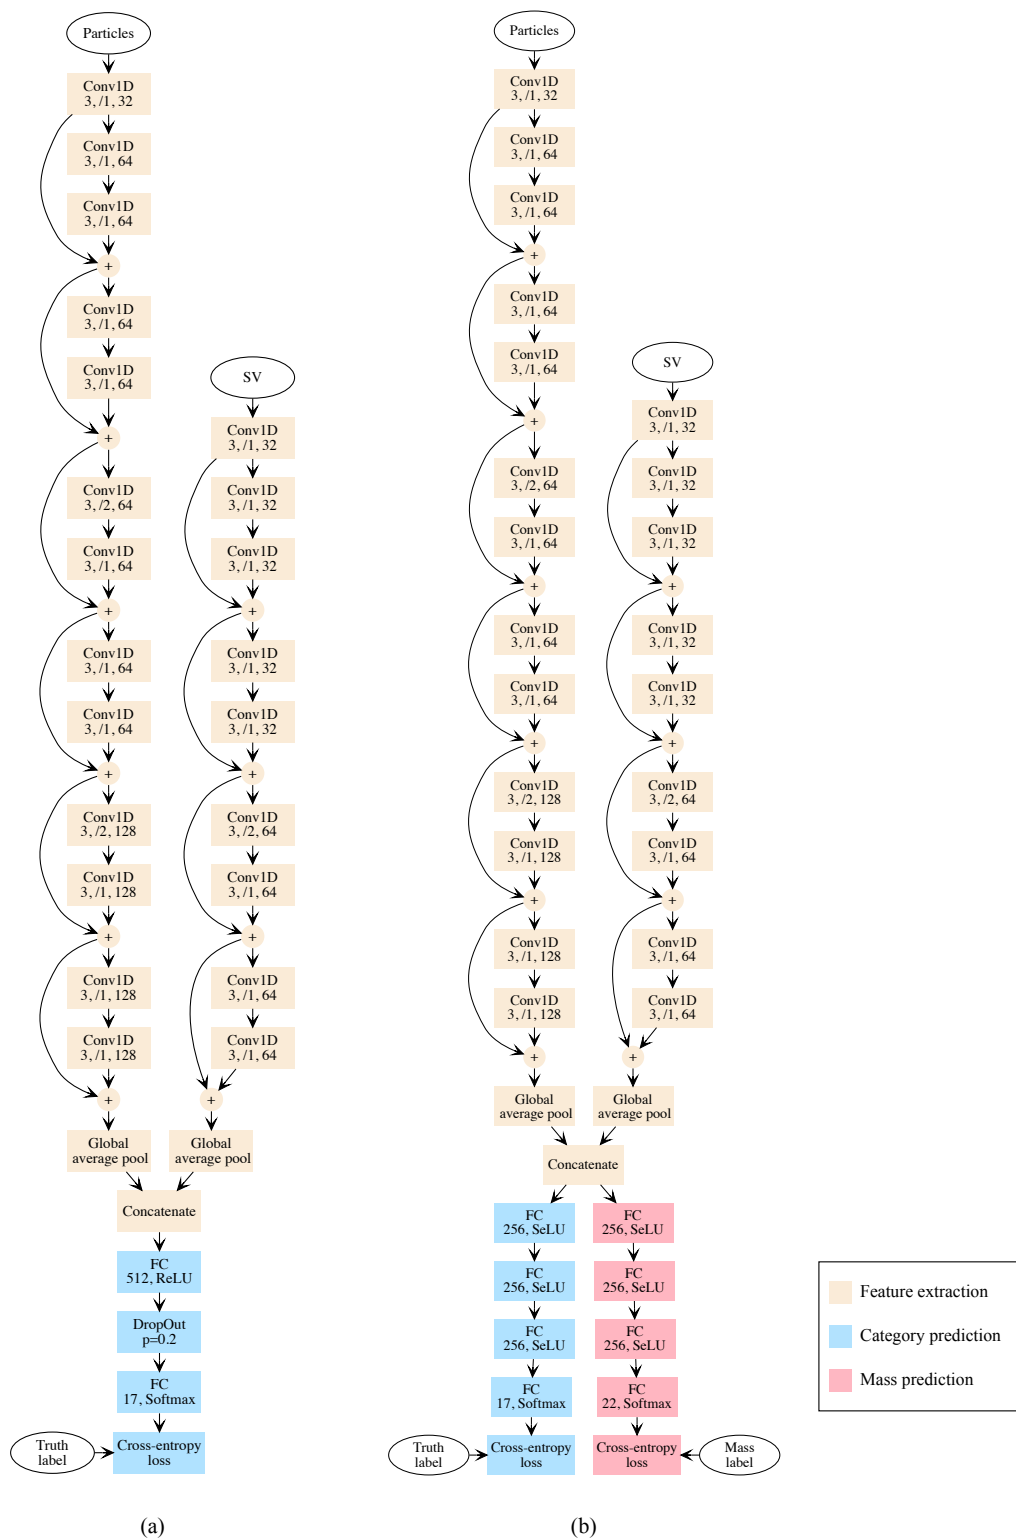 Particles
Conv1D
3, /1, 32
Conv1D
3, /1, 64
Conv1D
3, /1, 64
+
Conv1D
3, /1, 64
Conv1D
3, /1, 64
+
Conv1D
3, /2, 64
Conv1D
3, /1, 64
+
Conv1D
3, /1, 64
Conv1D
3, /1, 64
+
Conv1D
3, /2, 128
Conv1D
3, /1, 128
+
Conv1D
3, /1, 128
Conv1D
3, /1, 128
+
Global
average pool
SV
Conv1D
3, /1, 32
Conv1D
3, /1, 32
Conv1D
3, /1, 32
+
Conv1D
3, /1, 32
Conv1D
3, /1, 32
+
Conv1D
3, /2, 64
Conv1D
3, /1, 64
+
Conv1D
3, /1, 64
Conv1D
3, /1, 64
+
Global
average pool
Concatenate
FC
512, ReLU
DropOut
p=0.2
FC
17, Softmax
Truth
label
Cross-entropy
loss
(a)
Particles
Conv1D
3, /1, 32
Conv1D
3, /1, 64
Conv1D
3, /1, 64
+
Conv1D
3, /1, 64
Conv1D
3, /1, 64
+
Conv1D
3, /2, 64
Conv1D
3, /1, 64
+
Conv1D
3, /1, 64
Conv1D
3, /1, 64
+
Conv1D
3, /2, 128
Conv1D
3, /1, 128
+
Conv1D
3, /1, 128
Conv1D
3, /1, 128
+
Global
average pool
SV
Conv1D
3, /1, 32
Conv1D
3, /1, 32
Conv1D
3, /1, 32
+
Conv1D
3, /1, 32
Conv1D
3, /1, 32
+
Conv1D
3, /2, 64
Conv1D
3, /1, 64
+
Conv1D
3, /1, 64
Conv1D
3, /1, 64
+
Global
average pool
Concatenate
FC
256, SeLU
FC
256, SeLU
FC
256, SeLU
FC
17, Softmax
Truth
label
Cross-entropy
loss
FC
256, SeLU
FC
256, SeLU
FC
256, SeLU
FC
22, Softmax
Cross-entropy
loss
Mass
label
(b)
Feature extraction
Category prediction
Mass prediction